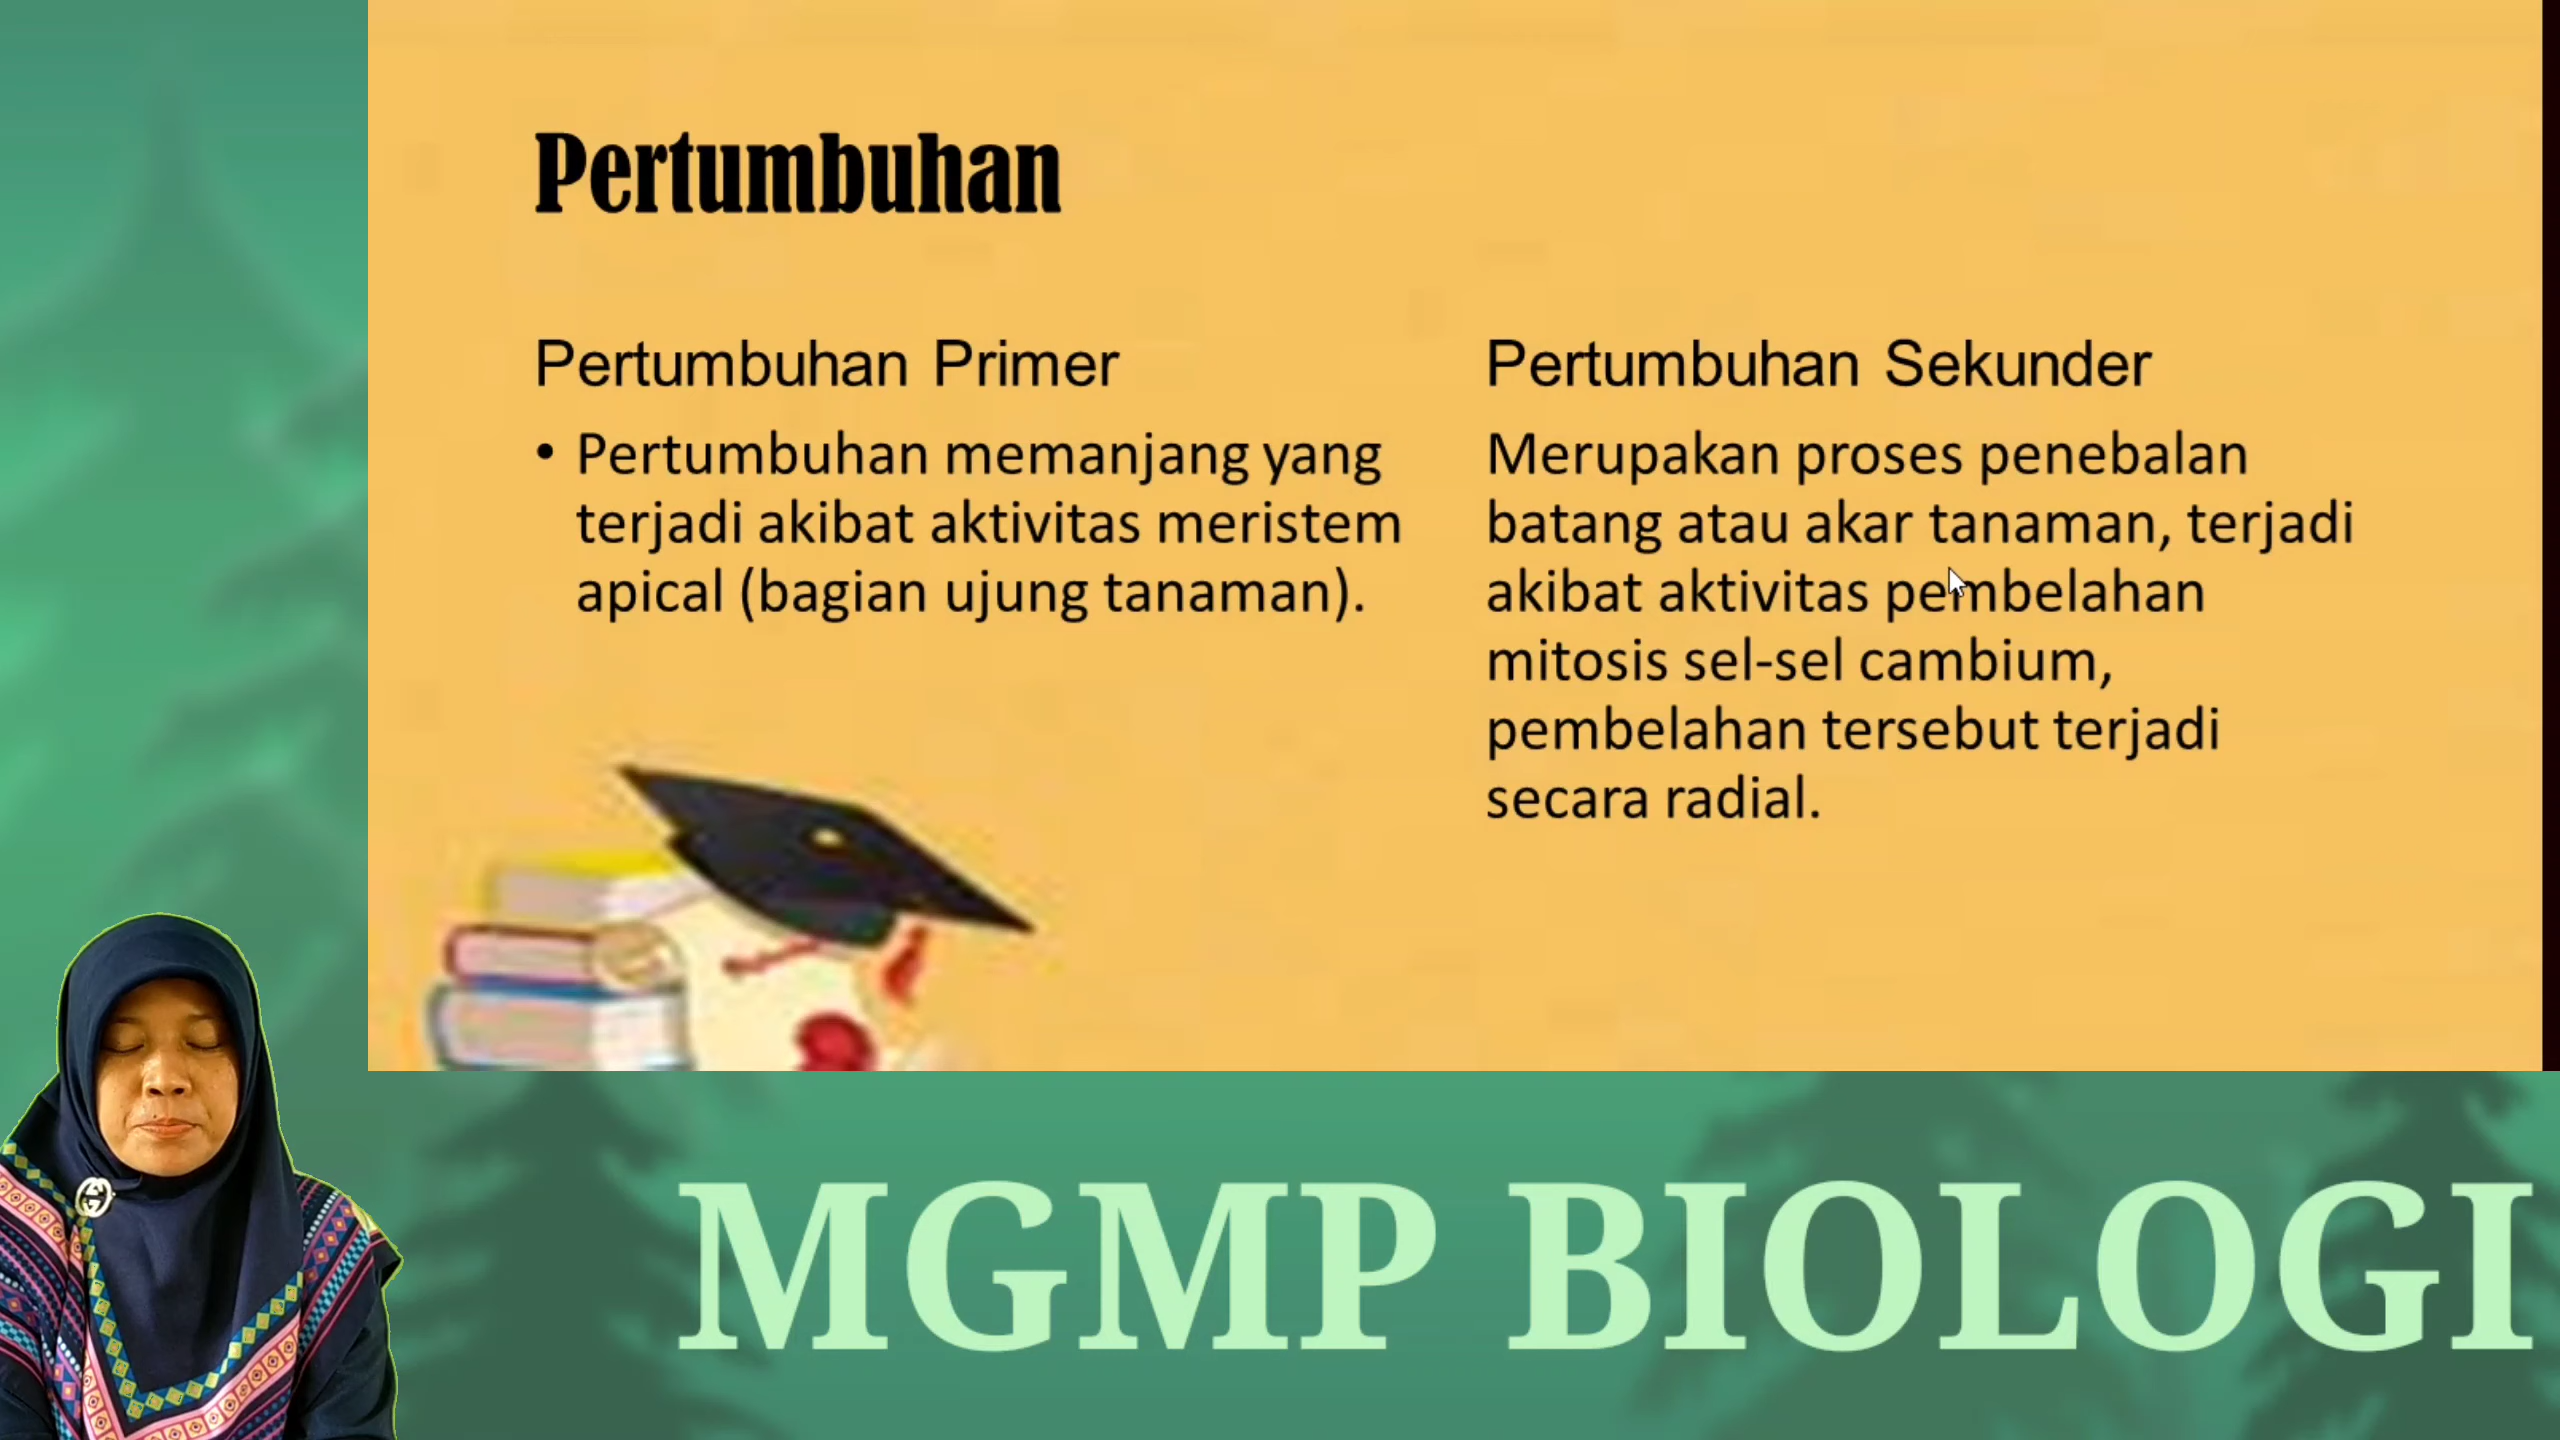 Pertumbuhan
Pertumbuhan Primer
• Pertumbuhan memanjang yang
terjadi akibat aktivitas meristem
apical (bagian ujung tanaman).
Pertumbuhan Sekunder
Merupakan proses penebalan
batang atau akar tanaman, terjadi
akibat aktivitas pembelahan
mitosis sel-sel cambium,
pembelahan tersebut terjadi
secara radial.
MGMP BIOLOGI